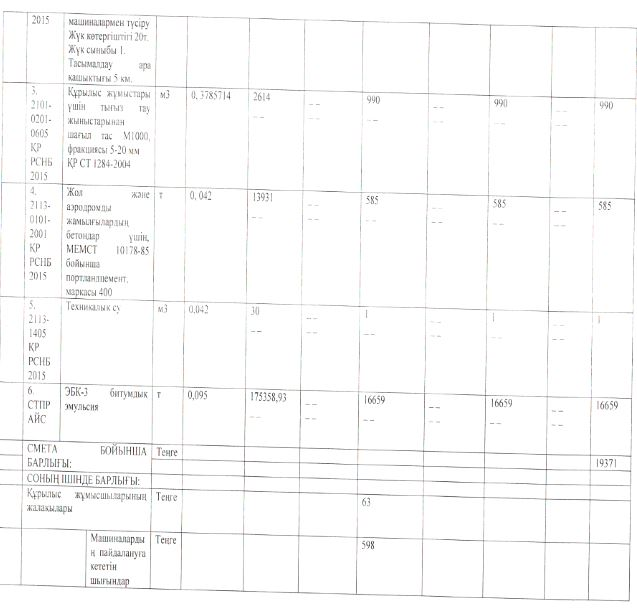 2015 машиналармен түсіру
Жүк көтергіштігі 20т.
Жүк сыныбы 1.
Тасымалдау ара
қашықтығы 5 км.
3. Құрылыс жұмыстары м3 0, 3785714 2614 -- 990 -- 990 -- 990
2101- үшін тығыз тау -- -- -- -- -- --
0201- жыныстарынан
0605 шағыл тас М1000,
ҚР фракциясы 5-20 мм
РСНБ ҚР СТ 1284-2004
2015
4. Жол және т 0, 042 13931 -- 585 -- 585 -- 585
2113- аэродромды -- -- -- -- -- --
0101- жамылғылардың
2001 бетондар үшін,
ҚР МЕМСТ 10178-85
РСНБ бойынша
2015 портландцемент,
маркасы 400
5. Техникалық су м3 0,042 30 -- 1 -- 1 -- 1
2113- -- -- -- -- -- --
1405
ҚР
РСНБ
2015
6. ЭБК-3 битумдык т 0,095 175358,93 -- 16659 -- 16659 -- 16659
СТПР эмульсия -- -- -- -- -- --
АЙС
СМЕТА БОЙЫНША Теңге
БАРЛЫҒЫ: 19371
СОНЫҢ ІШІНДЕ БАРЛЫҒЫ:
Құрылыс жұмысшыларының Теңге 63
жалақылары
Машиналарды Теңге 598
ң пайдалануға
кететін
шығындар